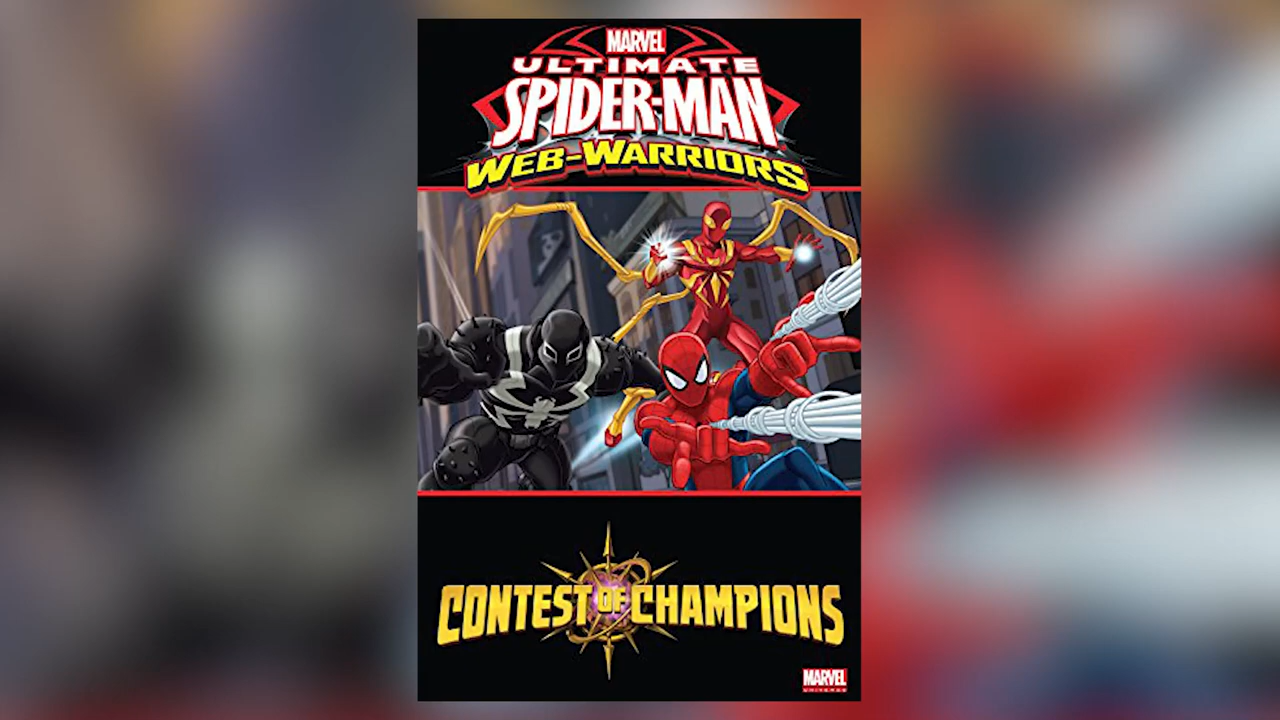 MARVEL
ULTIMATE
SPIDER-MAN
WEB-WARRIORS
CONTEST OF CHAMPIONS
MARVEL
UNIVERSE